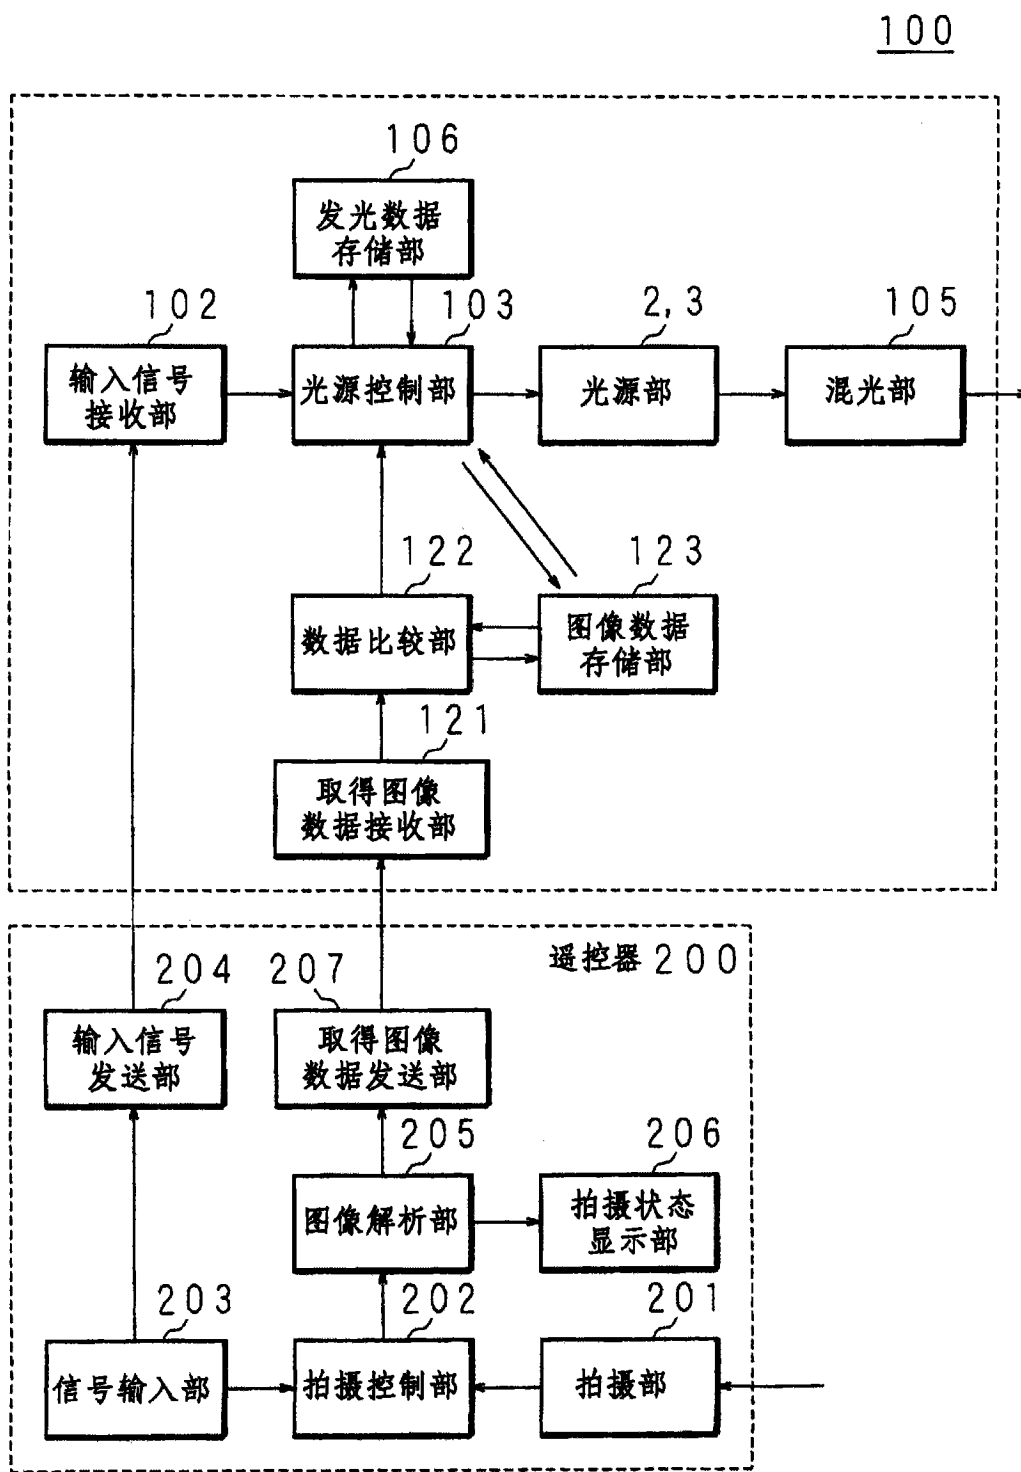 100
106
发光数据
存储部
102
103
2,3
105
输入信号
接收部
光源控制部
光源部
混光部
122
123
数据比较部
图像数据
存储部
121
取得图像
数据接收部
遥控器 200
204
207
输入信号
发送部
取得图像
数据发送部
205
206
图像解析部
拍摄状态
显示部
203
202
201
信号输入部
拍摄控制部
拍摄部